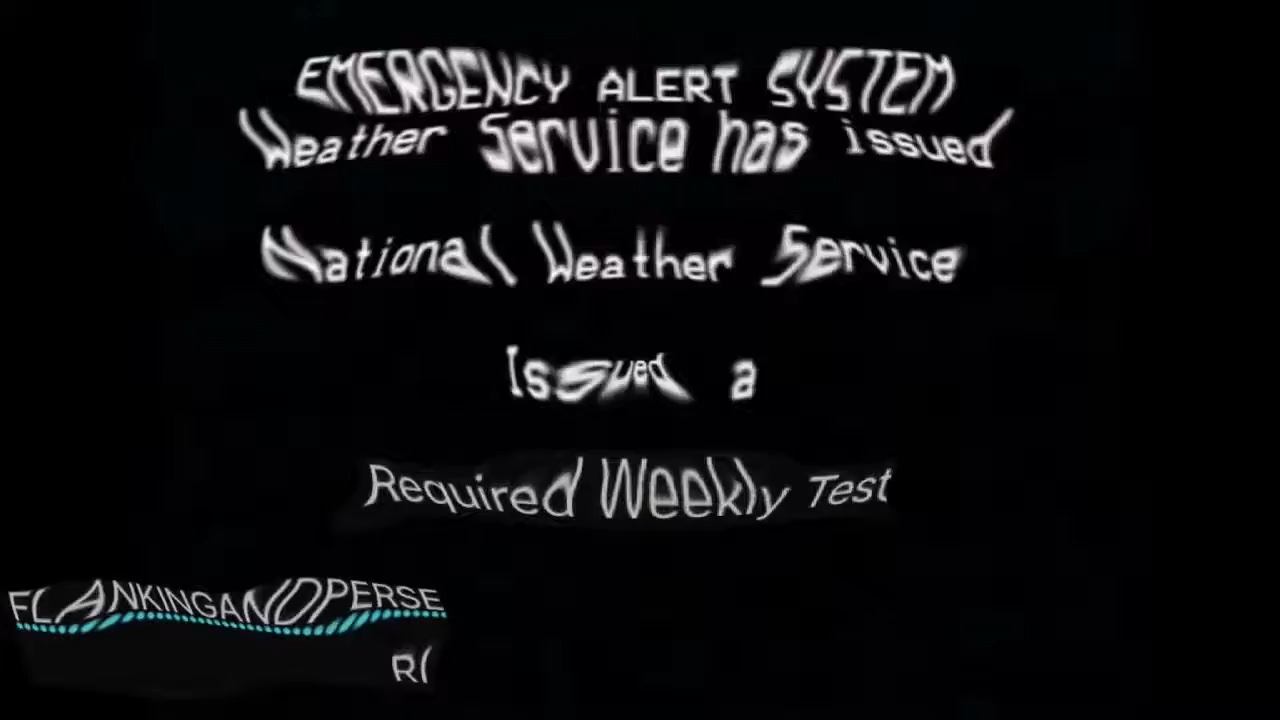 EMERGENCY ALERT SYSTEM
Weather Service has issued
National Weather Service
Issued a
Required Weekly Test
FLANKINGANDPERSE
R(